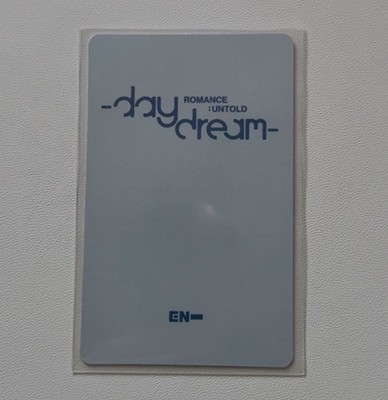 ROMANCE
-day :UNTOLD
dream-
EN-